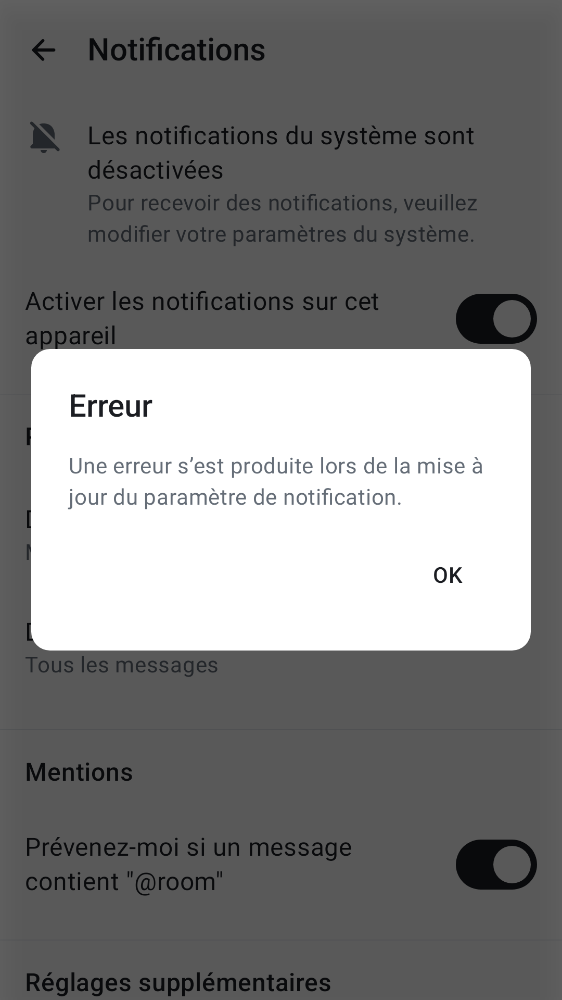 Notifications
Les notifications du système sont
désactivées
Pour recevoir des notifications, veuillez
modifier votre paramètres du système.
Activer les notifications sur cet
appareil
Erreur
Une erreur s’est produite lors de la mise à
jour du paramètre de notification.
OK
Tous les messages
Mentions
Prévenez-moi si un message
contient "@room"
Réglages supplémentaires